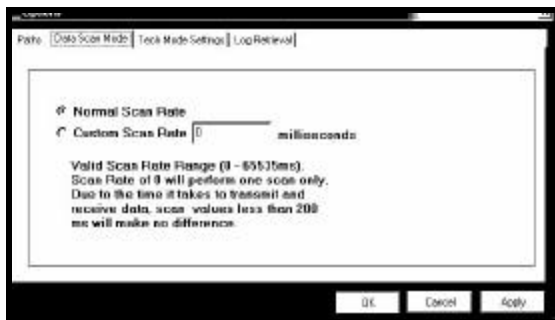 Paths Data Scan Mode Tech Mode Settings Log Retrieval
Normal Scan Rate
Custom Scan Rate 0 milliseconds
Valid Scan Rate Range (0 - 65535ms).
Scan Rate of 0 will perform one scan only.
Due to the time it takes to transmit and
receive data, scan values less than 200
ms will make no difference.
OK Cancel Apply